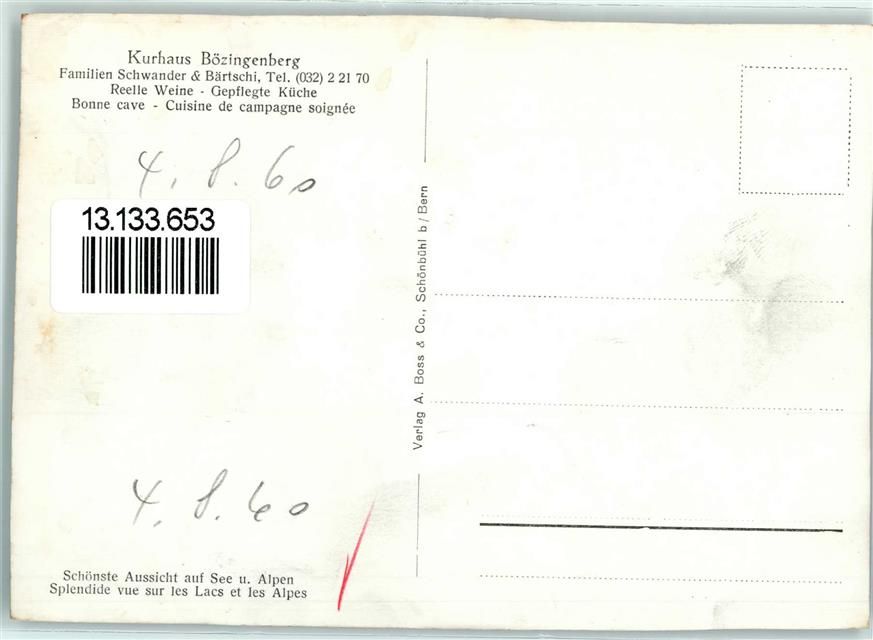 Kurhaus Bözingenberg
Familien Schwander & Bärtschi, Tel. (032) 2 21 70
Reelle Weine - Gepflegte Küche
Bonne cave - Cuisine de campagne soignée
4. 8. 60
13.133.653
4. 8. 60
Schönste Aussicht auf See u. Alpen
Splendide vue sur les Lacs et les Alpes
Verlag A. Boss & Co., Schönbühl b/Bern